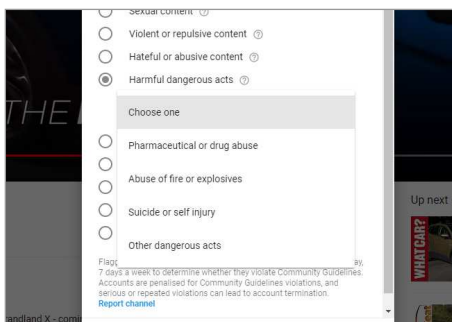 Sexual content
Violent or repulsive content
Hateful or abusive content
Harmful dangerous acts
THE
Choose one
Pharmaceutical or drug abuse
Abuse of fire or explosives
Suicide or self injury
Other dangerous acts
Up next
WHAT CAR?
Flagg ay,
7 days a week to determine whether they violate Community Guidelines.
Accounts are penalised for Community Guidelines violations, and
serious or repeated violations can lead to account termination.
Report channel
randland X - comi